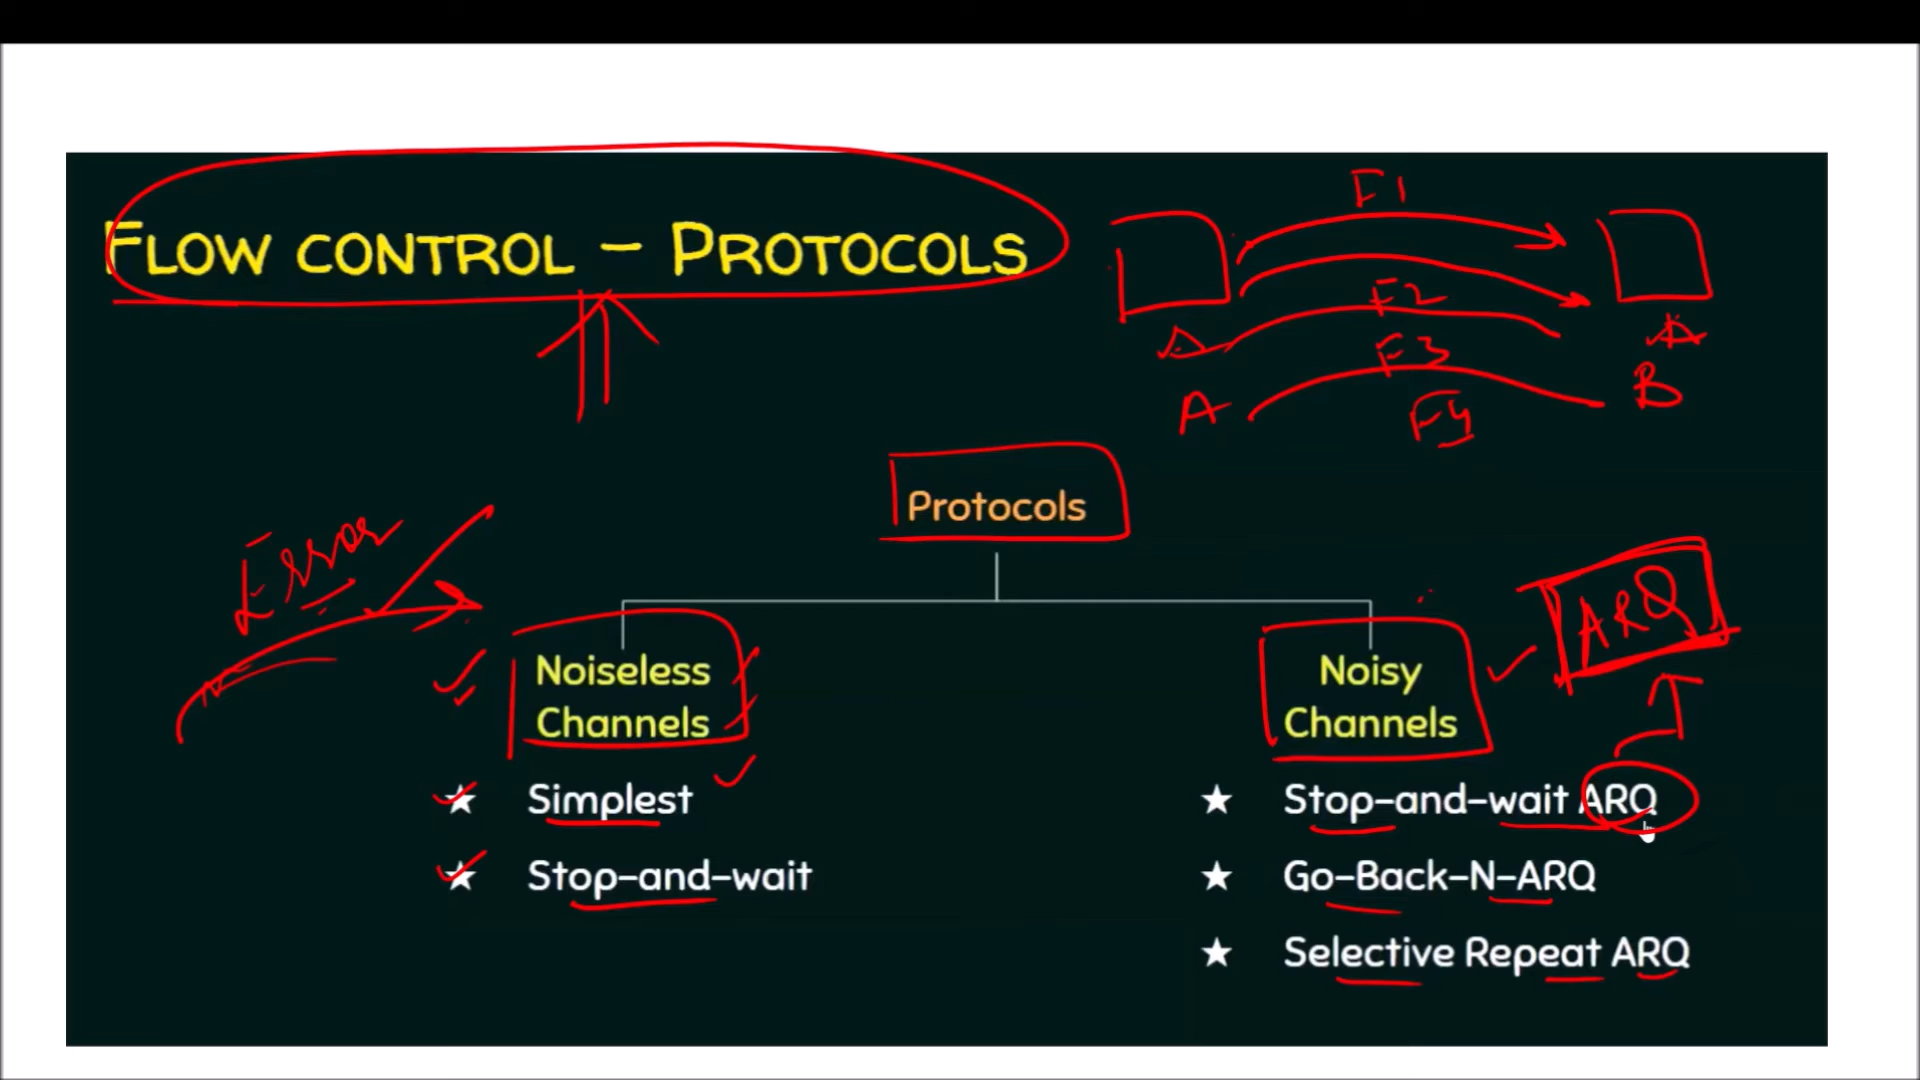 FLOW CONTROL – PROTOCOLS
F1
F2
F3
F4
A
B
Protocols
Error
ARQ
Noiseless
Channels
Noisy
Channels
★ Simplest
★ Stop-and-wait
★ Stop-and-wait ARQ
★ Go-Back-N-ARQ
★ Selective Repeat ARQ